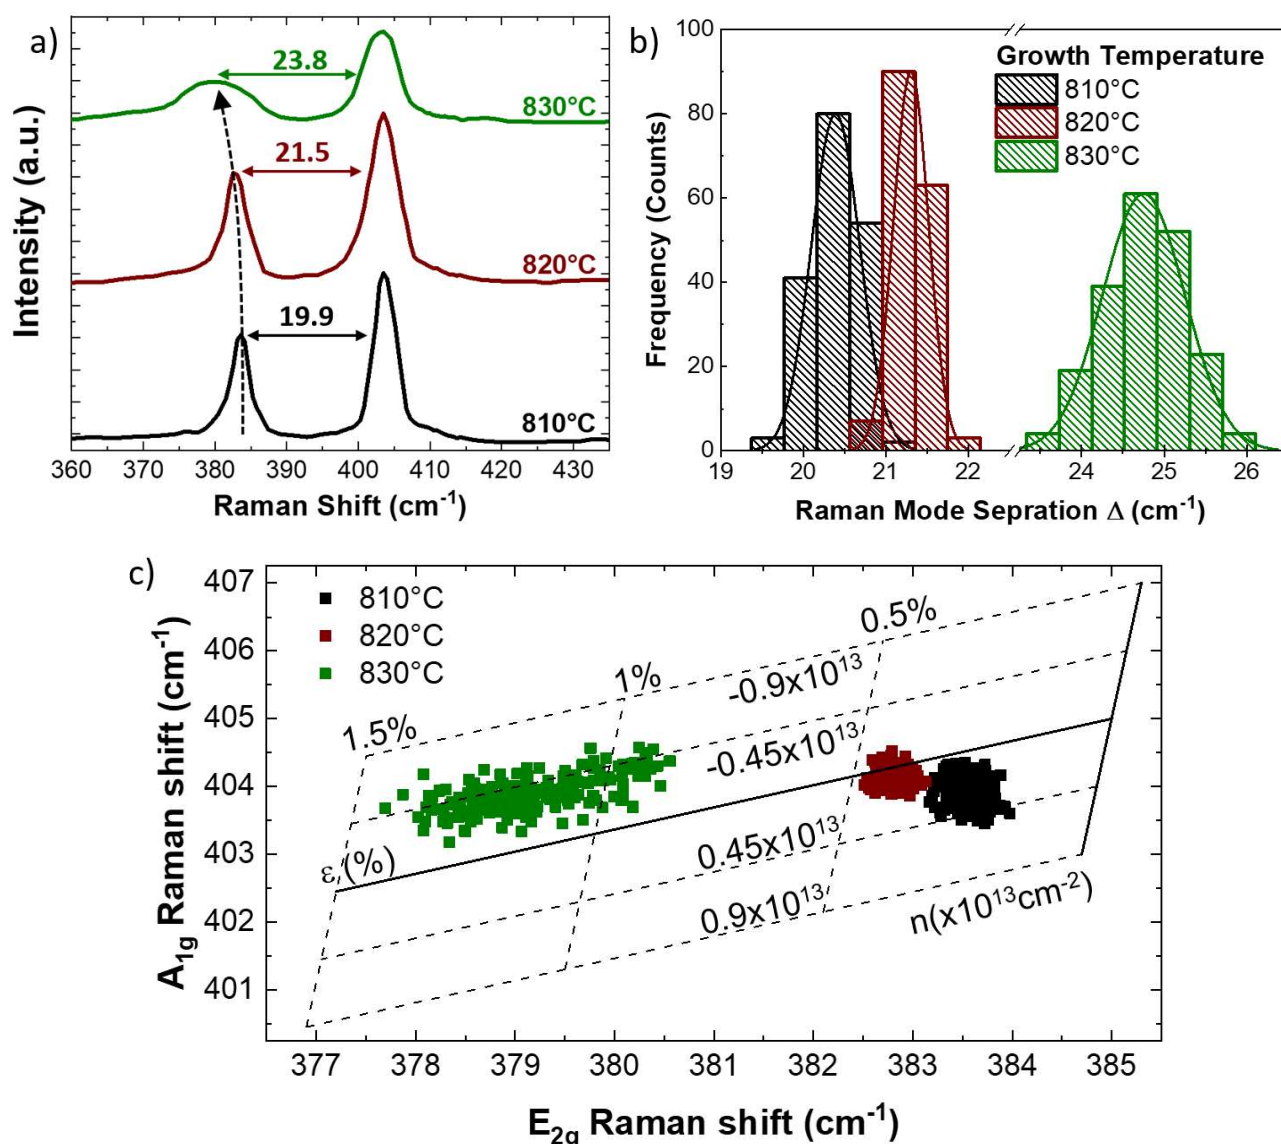 a)
Intensity (a.u.)
23.8
830°C
21.5
820°C
19.9
810°C
360 370 380 390 400 410 420 430
Raman Shift (cm⁻¹)
b)
Growth Temperature
810°C
820°C
830°C
Frequency (Counts)
100
80
60
40
20
0
19 20 21 22 24 25 26
Raman Mode Sepration Δ (cm⁻¹)
c)
810°C
820°C
830°C
A₁g Raman shift (cm⁻¹)
407
406
405
404
403
402
401
1.5%
1%
0.5%
-0.9x10¹³
-0.45x10¹³
ε (%)
0.45x10¹³
0.9x10¹³
n(x10¹³cm⁻²)
377 378 379 380 381 382 383 384 385
E₂g Raman shift (cm⁻¹)